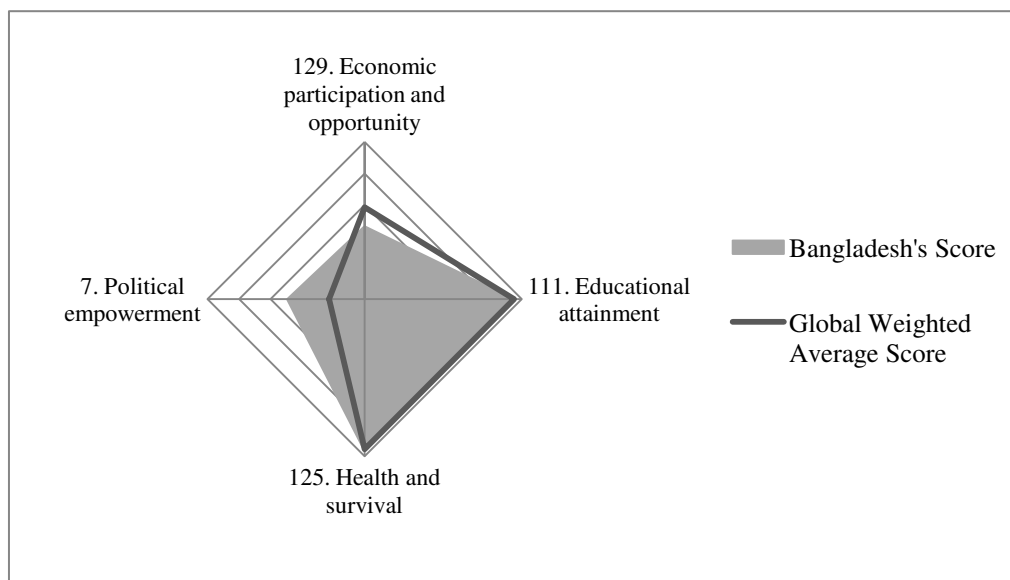 129. Economic
participation and
opportunity
7. Political
empowerment
111. Educational
attainment
125. Health and
survival
Bangladesh's Score
Global Weighted
Average Score